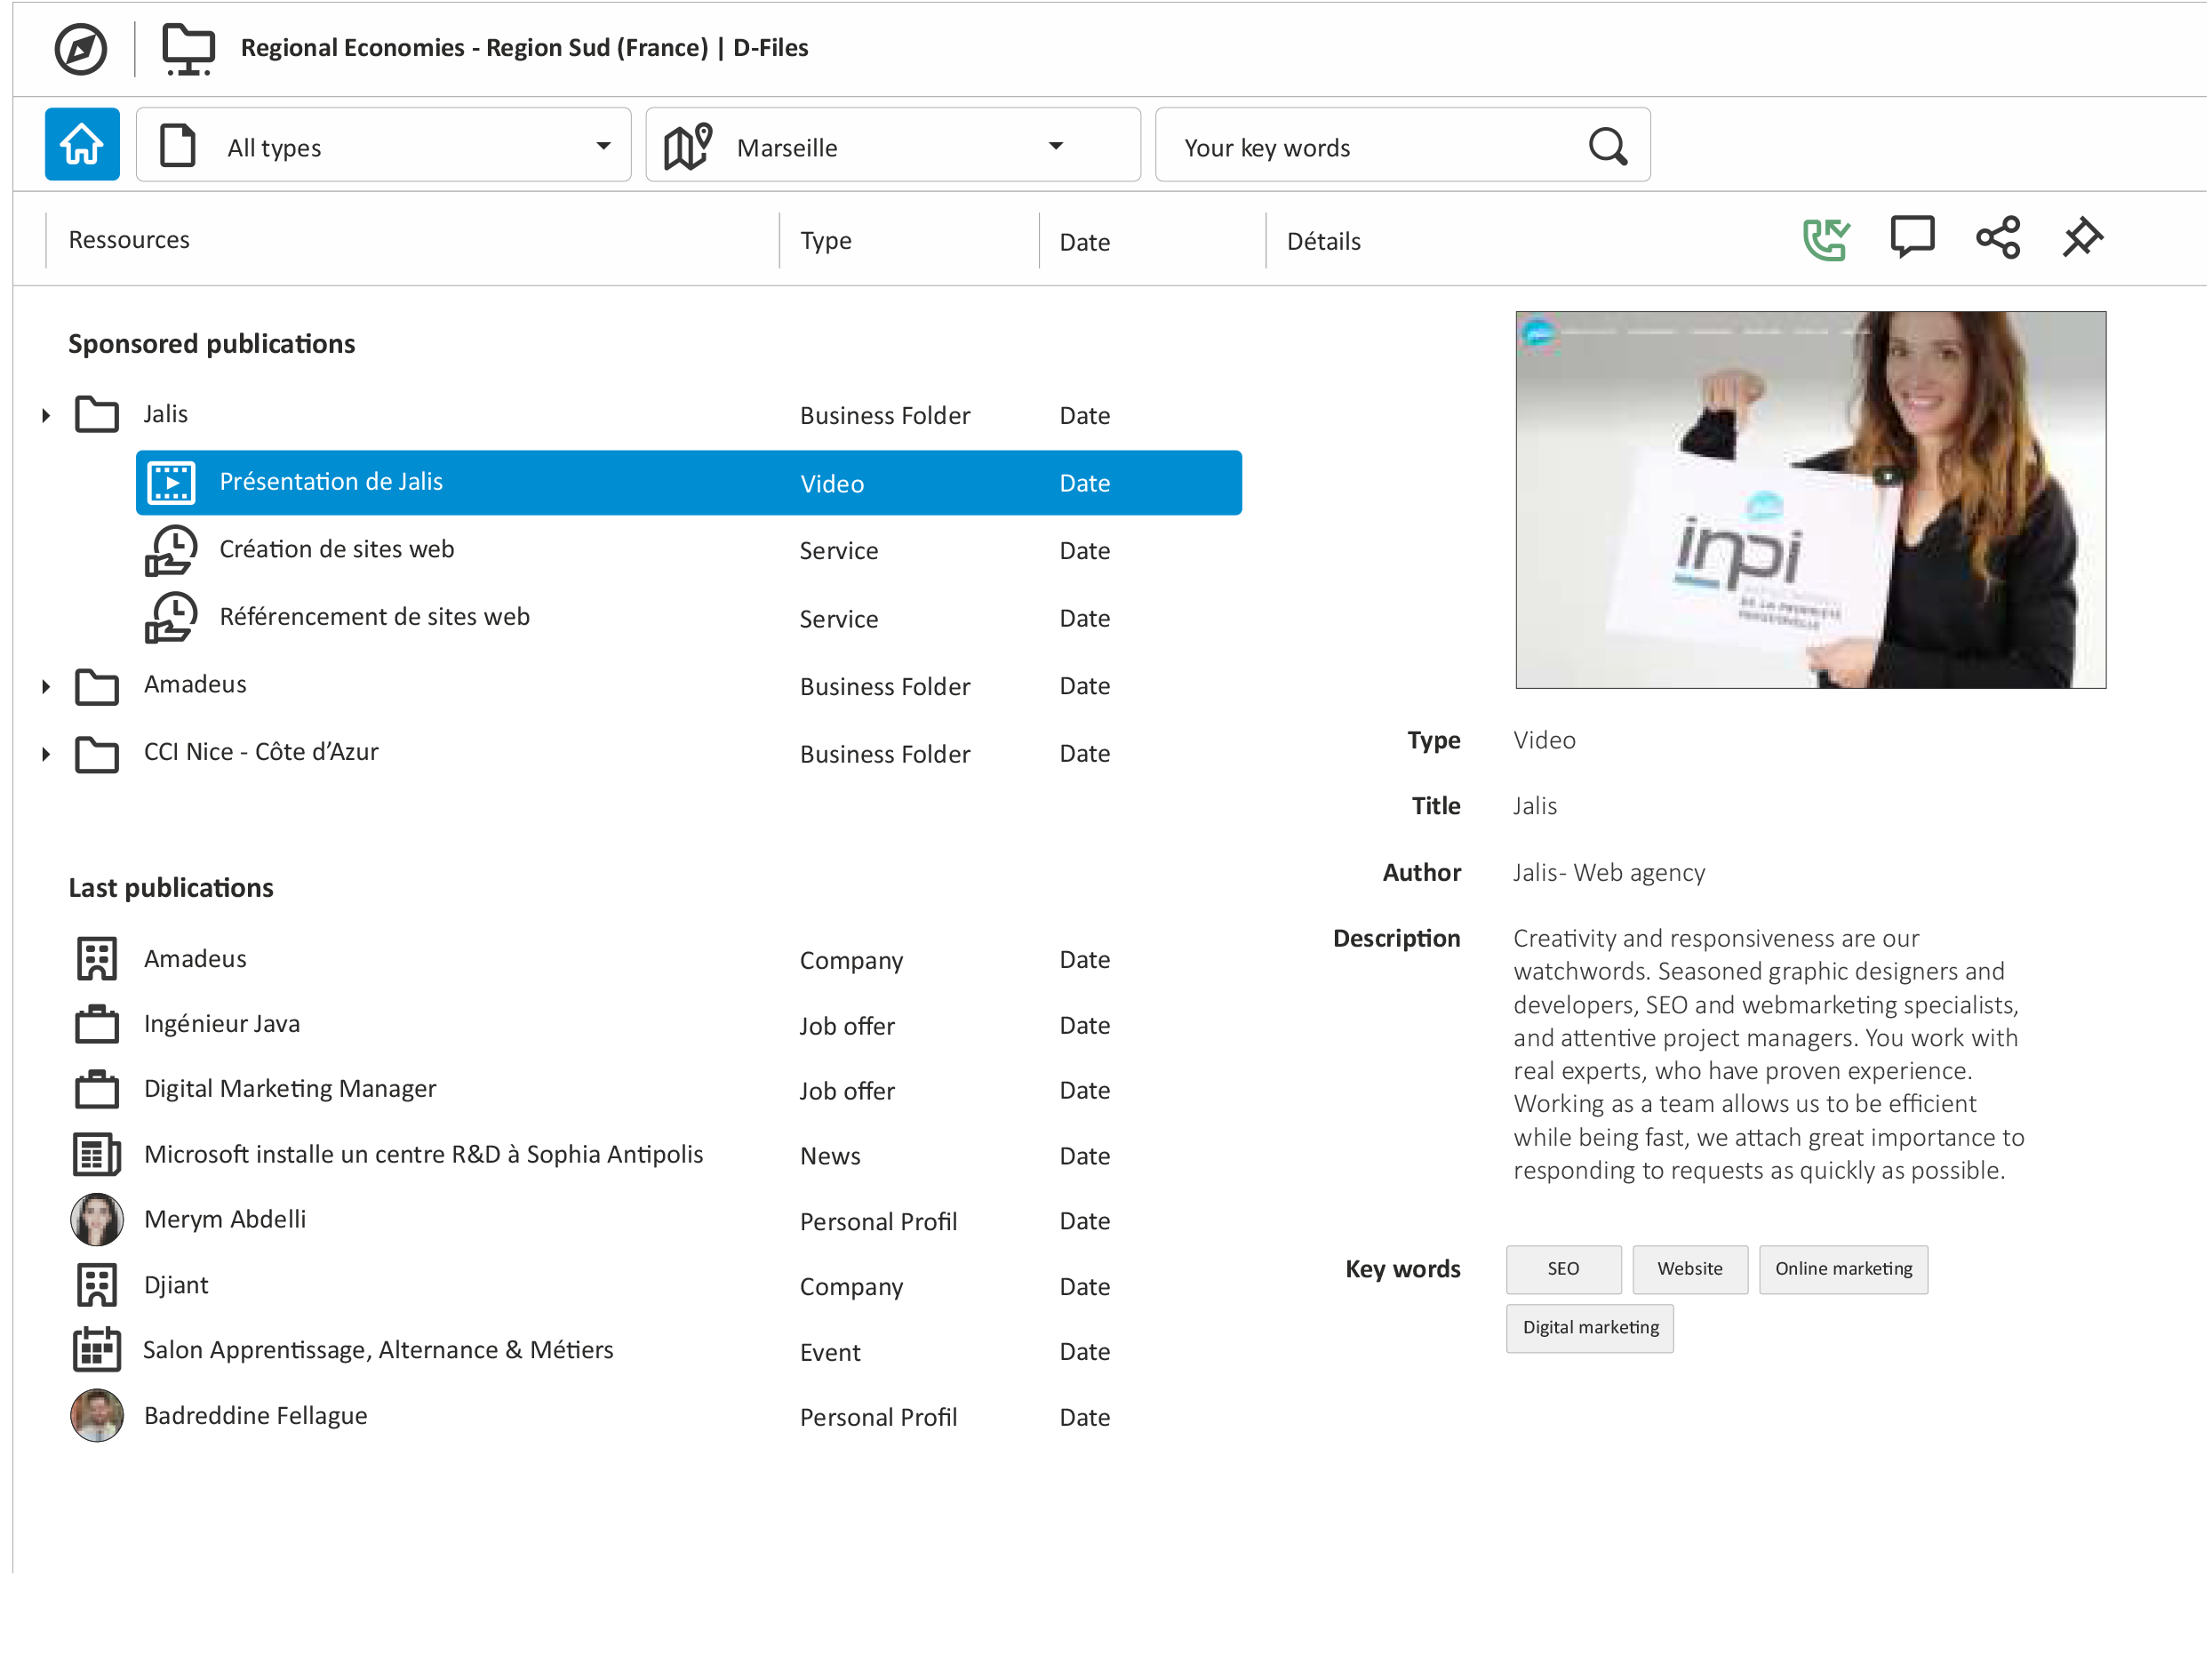 Regional Economies - Region Sud (France) | D-Files
All types
Marseille
Your key words
Ressources Type Date Détails
Sponsored publications
Jalis Business Folder Date
Présentation de Jalis Video Date
Création de sites web Service Date
Référencement de sites web Service Date
Amadeus Business Folder Date
CCI Nice - Côte d’Azur Business Folder Date
Last publications
Amadeus Company Date
Ingénieur Java Job offer Date
Digital Marketing Manager Job offer Date
Microsoft installe un centre R&D à Sophia Antipolis News Date
Merym Abdelli Personal Profil Date
Djiant Company Date
Salon Apprentissage, Alternance & Métiers Event Date
Badreddine Fellague Personal Profil Date
inpi
DE LA PROPRIÉTÉ
INDUSTRIELLE
Type Video
Title Jalis
Author Jalis- Web agency
Description Creativity and responsiveness are our
watchwords. Seasoned graphic designers and
developers, SEO and webmarketing specialists,
and attentive project managers. You work with
real experts, who have proven experience.
Working as a team allows us to be efficient
while being fast, we attach great importance to
responding to requests as quickly as possible.
Key words SEO Website Online marketing
Digital marketing